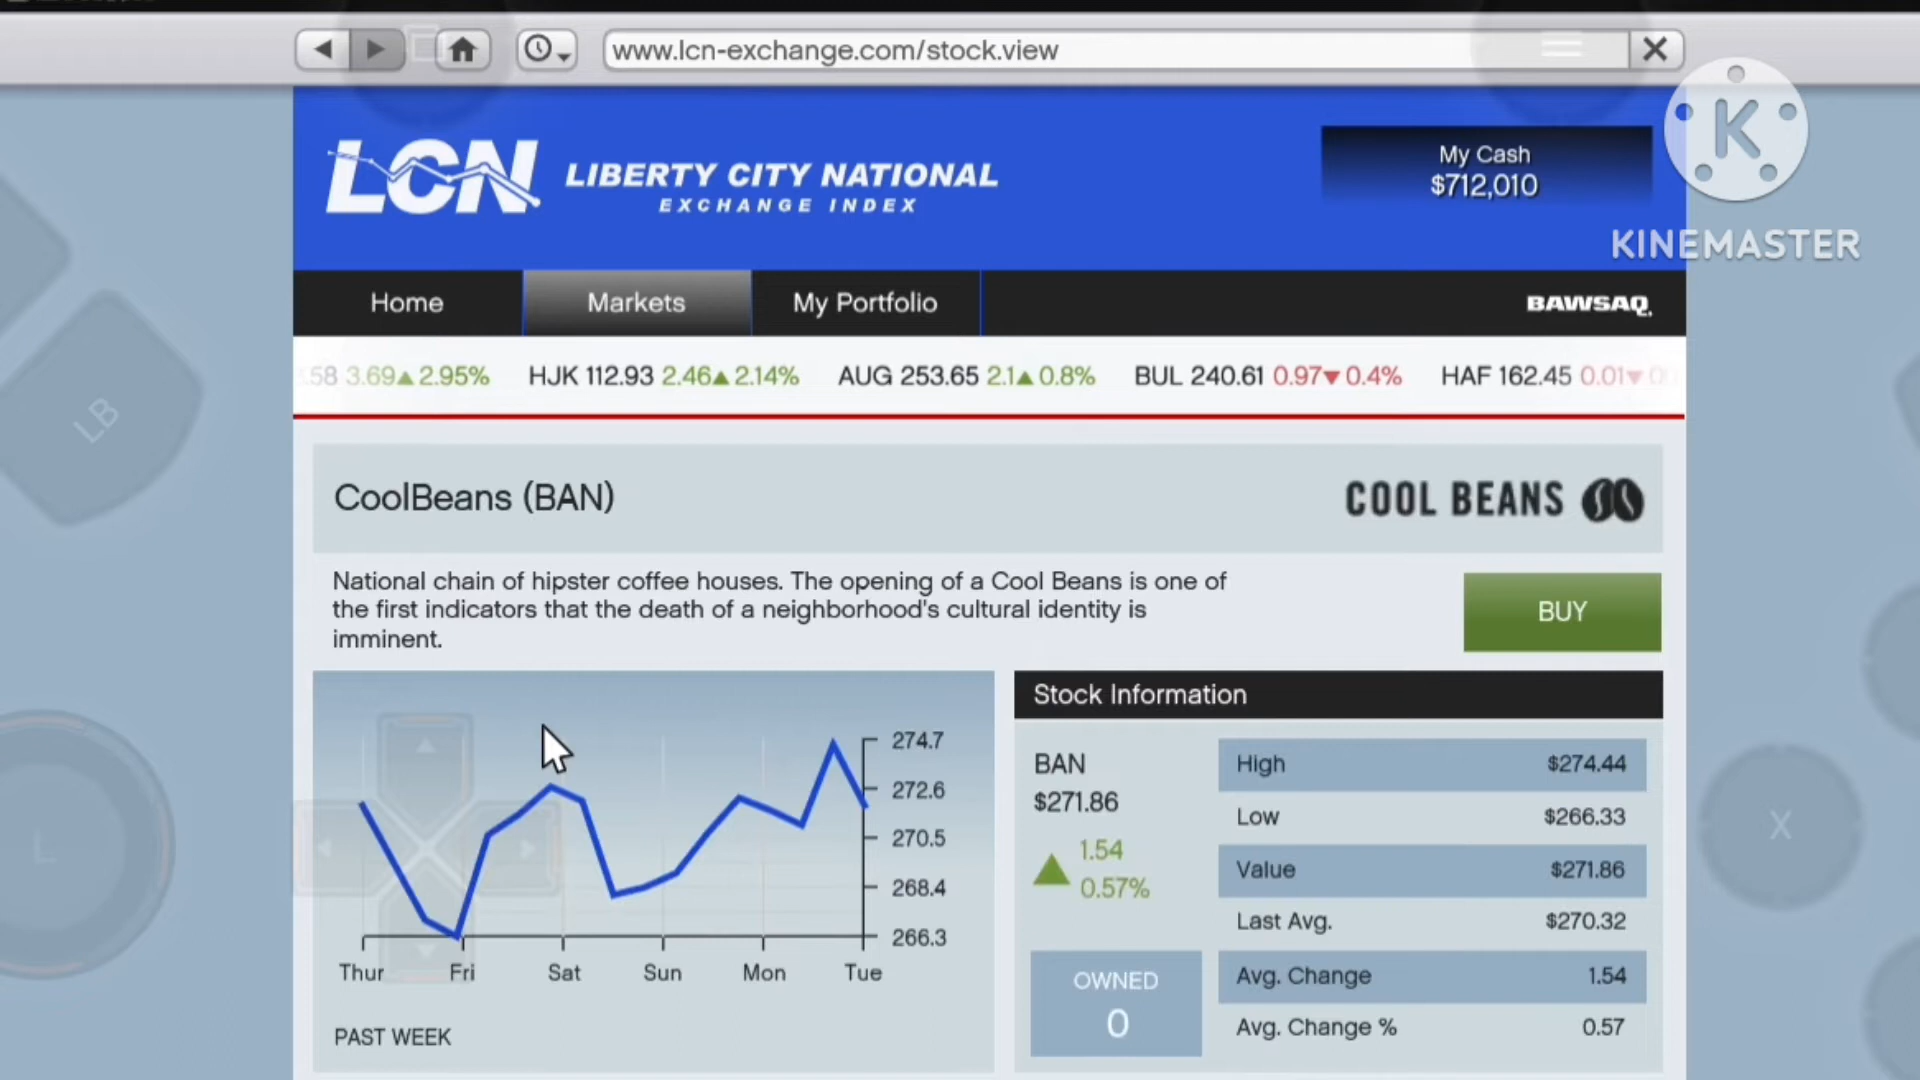 www.lcn-exchange.com/stock.view
K
KINEMASTER
LCN LIBERTY CITY NATIONAL
EXCHANGE INDEX
My Cash
$712,010
Home Markets My Portfolio BAWSAQ
.58 3.69▲2.95% HJK 112.93 2.46▲2.14% AUG 253.65 2.1▲0.8% BUL 240.61 0.97▼0.4% HAF 162.45 0.01▼
LB
CoolBeans (BAN)
COOL BEANS
National chain of hipster coffee houses. The opening of a Cool Beans is one of
the first indicators that the death of a neighborhood's cultural identity is
imminent.
BUY
274.7
272.6
270.5
268.4
266.3
Thur Fri Sat Sun Mon Tue
PAST WEEK
L
Stock Information
BAN
$271.86
1.54
0.57%
OWNED
0
High $274.44
Low $266.33
Value $271.86
Last Avg. $270.32
Avg. Change 1.54
Avg. Change % 0.57
X